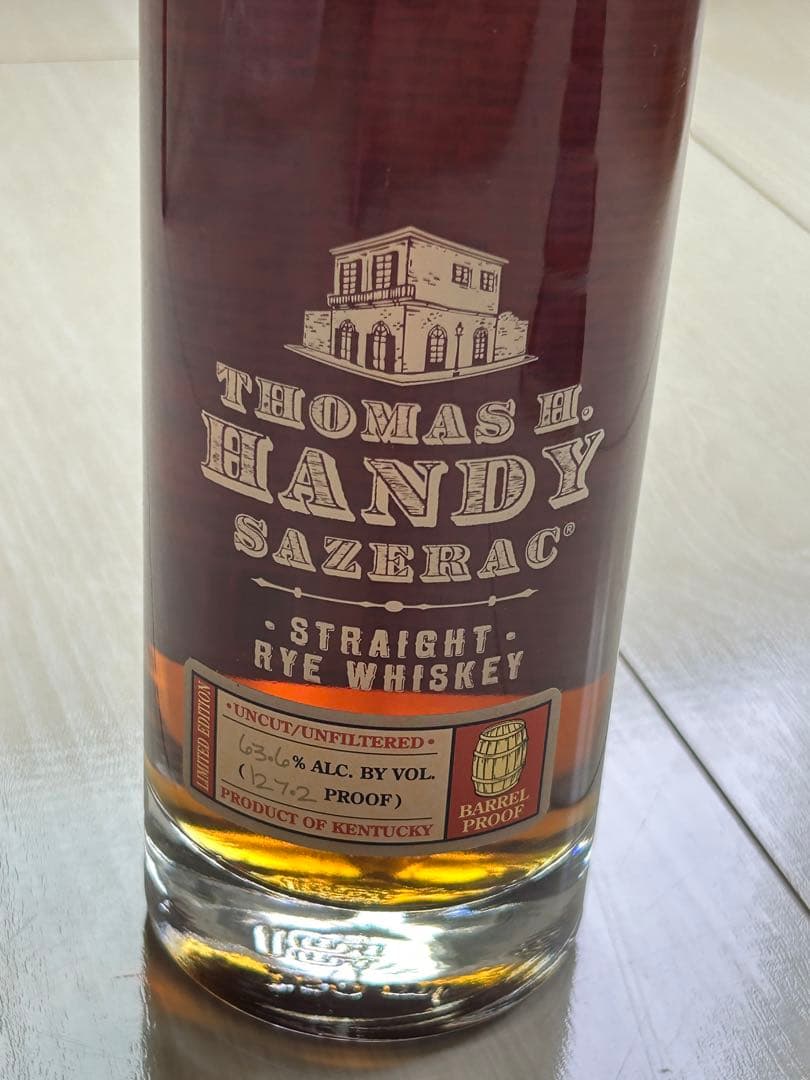 THOMAS H.
HANDY
SAZERAC®
· STRAIGHT ·
RYE WHISKEY
LIMITED EDITION
• UNCUT/UNFILTERED •
63.6% ALC. BY VOL.
(127.2 PROOF)
PRODUCT OF KENTUCKY
BARREL
PROOF